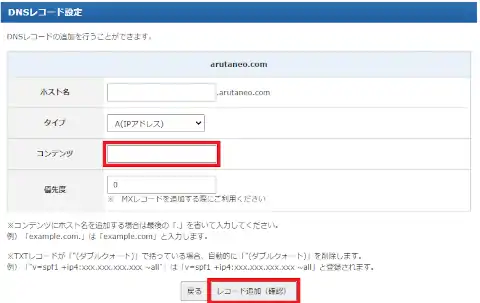 DNSレコード設定
DNSレコードの追加を行うことができます。
arutaneo.com
ホスト名 .arutaneo.com
タイプ A(IPアドレス)
コンテンツ
優先度 0
※ MXレコードを追加する際にご利用ください
※コンテンツにホスト名を追加する場合は最後の「.」を省いて入力してください。
例）「example.com.」は「example.com」と入力します。
※TXTレコードが「"(ダブルクォート)」で括っている場合、自動的に「"(ダブルクォート)」を削除します。
例）「"v=spf1 +ip4:xxx.xxx.xxx.xxx ~all"」は「v=spf1 +ip4:xxx.xxx.xxx.xxx ~all」と登録されます。
戻る レコード追加（確認）